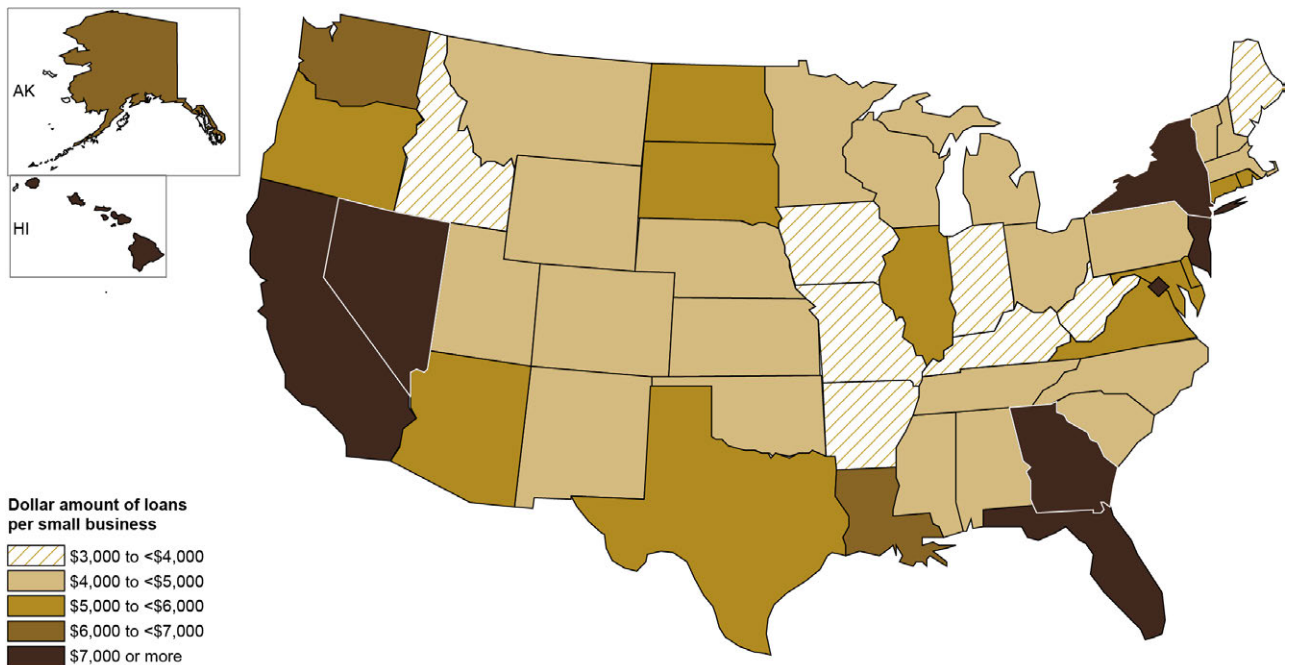 AK
HI
Dollar amount of loans
per small business
$3,000 to <$4,000
$4,000 to <$5,000
$5,000 to <$6,000
$6,000 to <$7,000
$7,000 or more